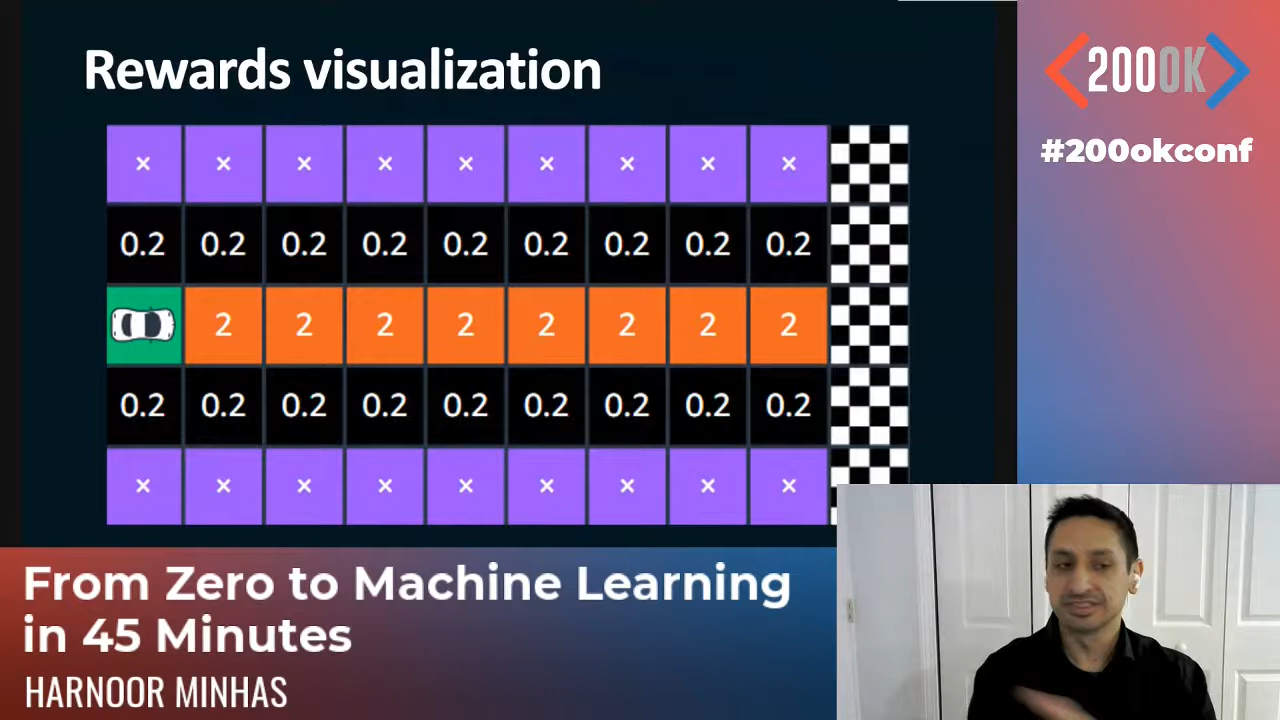 Rewards visualization
× × × × × × × × ×
0.2 0.2 0.2 0.2 0.2 0.2 0.2 0.2 0.2
2 2 2 2 2 2 2 2
0.2 0.2 0.2 0.2 0.2 0.2 0.2 0.2 0.2
× × × × × × × × ×
200OK
#200okconf
From Zero to Machine Learning
in 45 Minutes
HARNOOR MINHAS